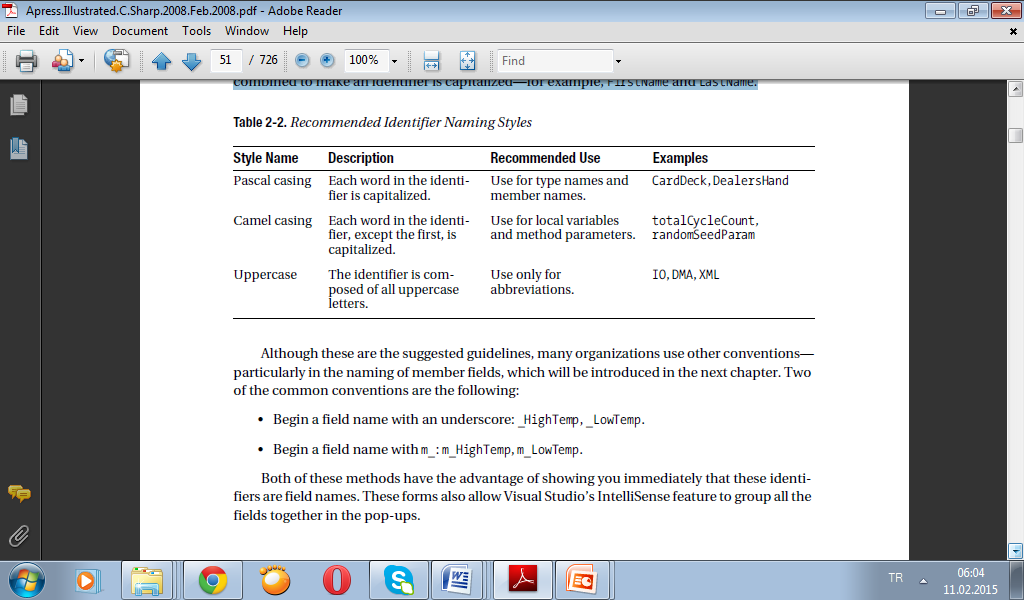 Apress.Illustrated.C.Sharp.2008.Feb.2008.pdf - Adobe Reader
File Edit View Document Tools Window Help
51 / 726 100% Find
combined to make an identifier is capitalized—for example, FirstName and LastName.
Table 2-2. Recommended Identifier Naming Styles
Style Name Description Recommended Use Examples
Pascal casing Each word in the identi- Use for type names and CardDeck, DealersHand
fier is capitalized. member names.
Camel casing Each word in the identi- Use for local variables totalCycleCount,
fier, except the first, is and method parameters. randomSeedParam
capitalized.
Uppercase The identifier is com- Use only for IO, DMA, XML
posed of all uppercase abbreviations.
letters.
Although these are the suggested guidelines, many organizations use other conventions—
particularly in the naming of member fields, which will be introduced in the next chapter. Two
of the common conventions are the following:
• Begin a field name with an underscore: _HighTemp, _LowTemp.
• Begin a field name with m_: m_HighTemp, m_LowTemp.
Both of these methods have the advantage of showing you immediately that these identi-
fiers are field names. These forms also allow Visual Studio's IntelliSense feature to group all the
fields together in the pop-ups.
TR 06:04
11.02.2015